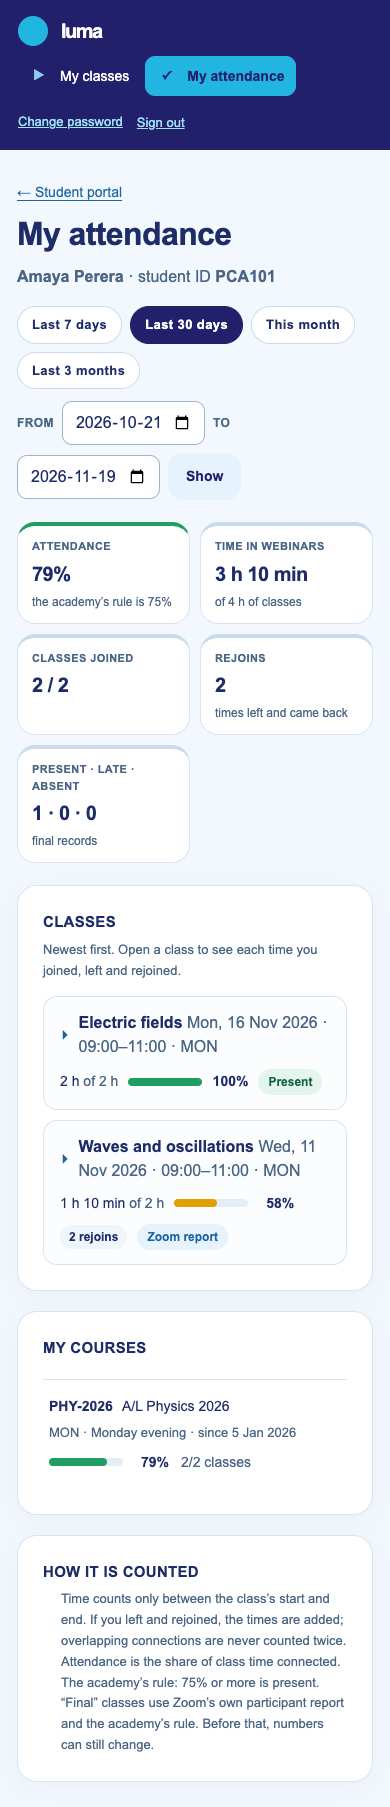 luma
My classes
✓ My attendance
Change password Sign out
← Student portal
My attendance
Amaya Perera · student ID PCA101
Last 7 days Last 30 days This month
Last 3 months
FROM 2026-10-21 TO
2026-11-19 Show
ATTENDANCE
79%
the academy's rule is 75%
TIME IN WEBINARS
3 h 10 min
of 4 h of classes
CLASSES JOINED
2 / 2
REJOINS
2
times left and came back
PRESENT · LATE ·
ABSENT
1 · 0 · 0
final records
CLASSES
Newest first. Open a class to see each time you
joined, left and rejoined.
Electric fields Mon, 16 Nov 2026 ·
09:00–11:00 · MON
2 h of 2 h 100% Present
Waves and oscillations Wed, 11
Nov 2026 · 09:00–11:00 · MON
1 h 10 min of 2 h 58%
2 rejoins Zoom report
MY COURSES
PHY-2026 A/L Physics 2026
MON · Monday evening · since 5 Jan 2026
79% 2/2 classes
HOW IT IS COUNTED
Time counts only between the class's start and
end. If you left and rejoined, the times are added;
overlapping connections are never counted twice.
Attendance is the share of class time connected.
The academy's rule: 75% or more is present.
“Final” classes use Zoom's own participant report
and the academy's rule. Before that, numbers
can still change.